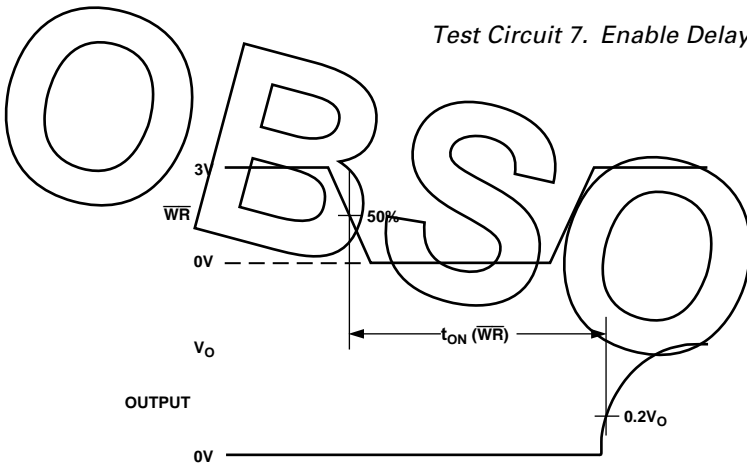 Test Circuit 7. Enable Delay
OBSO
3V
WR
50%
0V
tON (WR)
VO
OUTPUT
0.2VO
0V